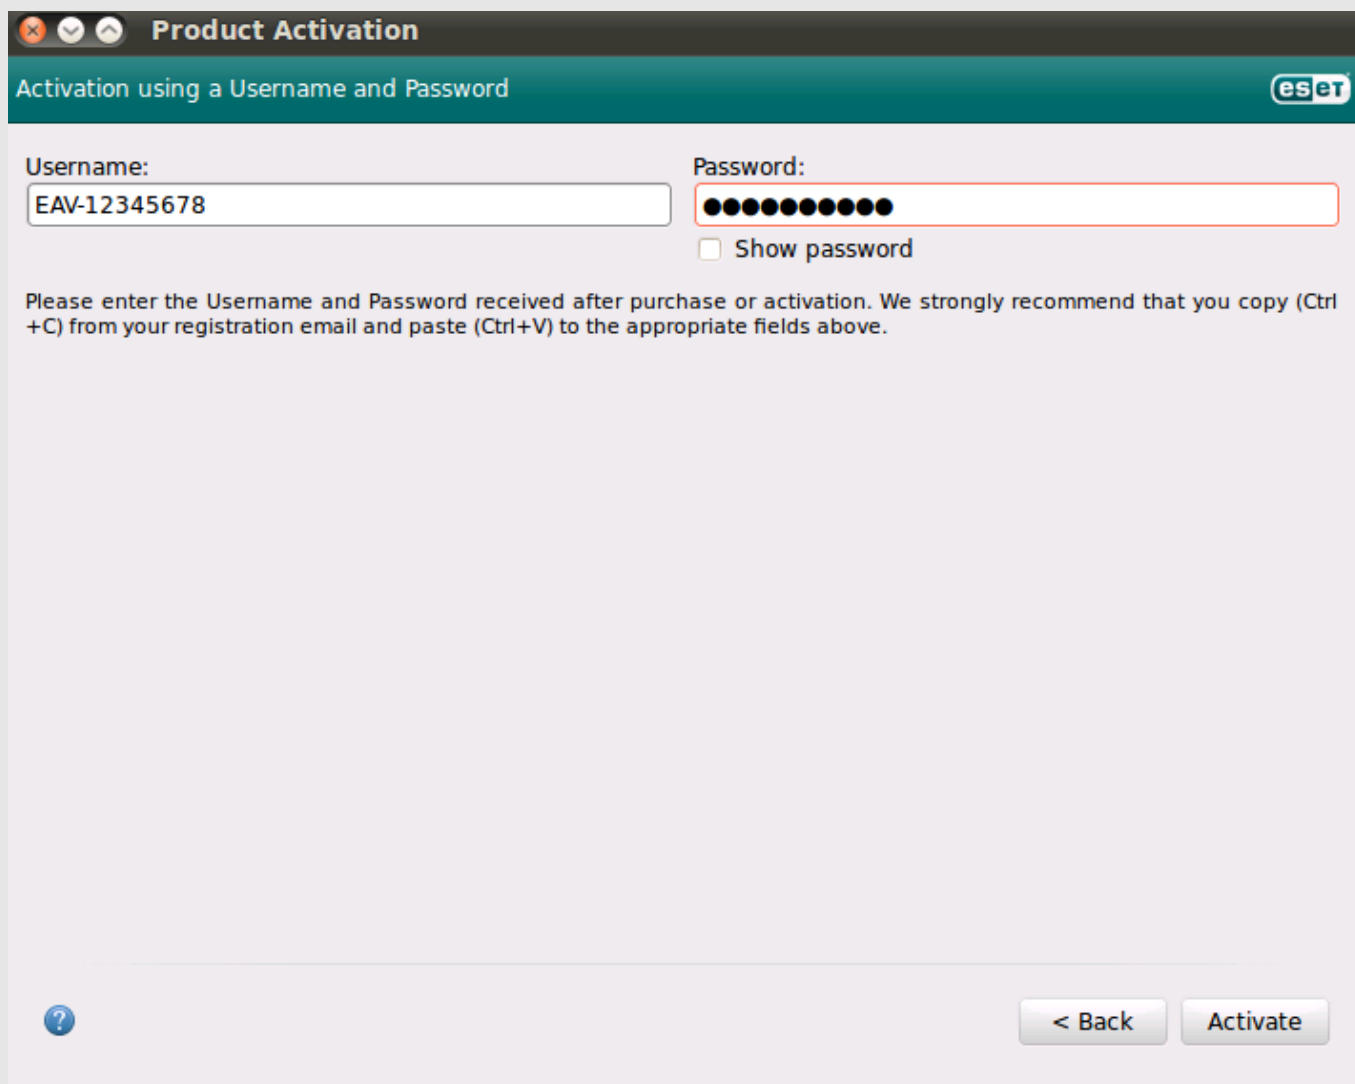 Product Activation
Activation using a Username and Password
eseT
Username:
Password:
EAV-12345678
●●●●●●●●●●
Show password
Please enter the Username and Password received after purchase or activation. We strongly recommend that you copy (Ctrl
+C) from your registration email and paste (Ctrl+V) to the appropriate fields above.
?
< Back
Activate